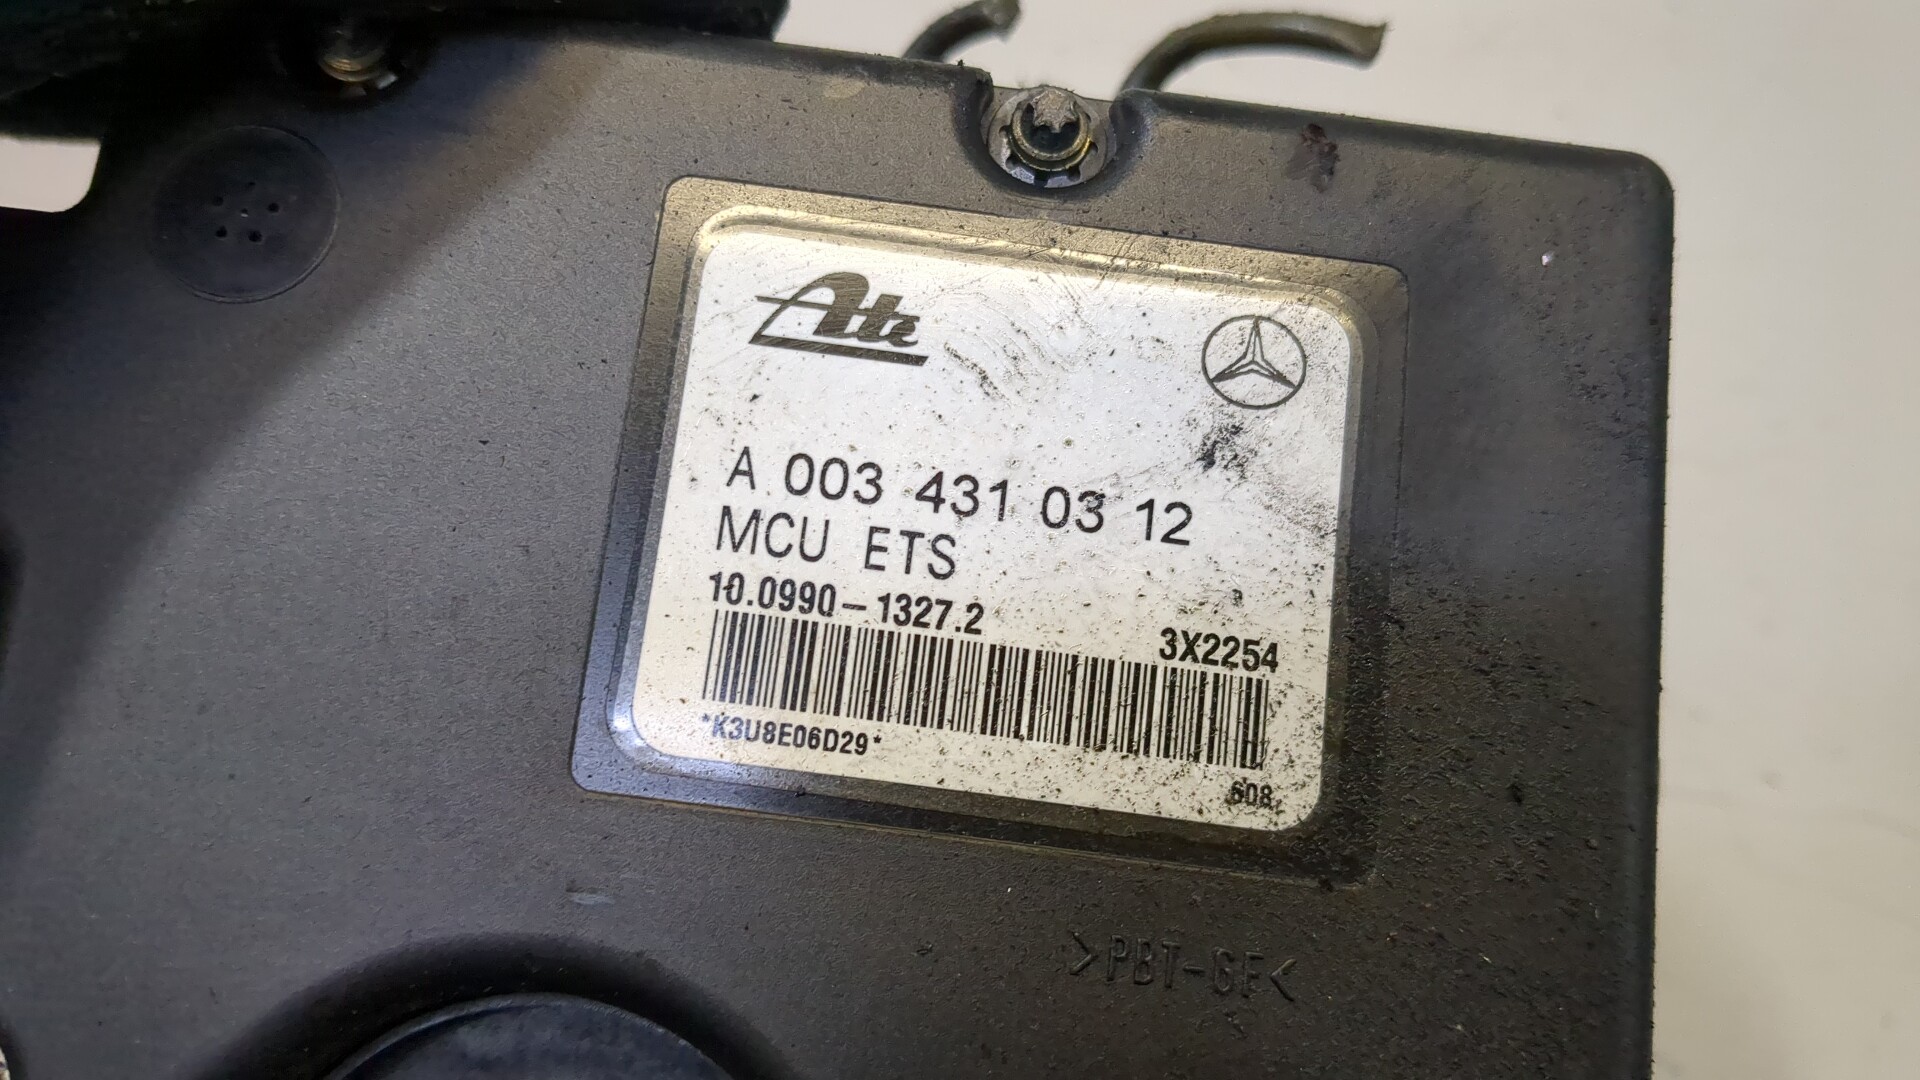 Ate
A 003 431 03 12
MCU ETS
10.0990-1327.2 3X2254
*K3U8E06D29*
608
>PBT-GF<